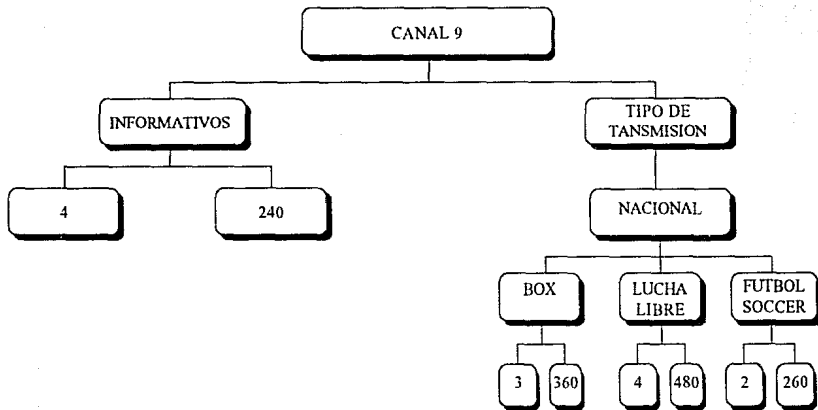 CANAL 9
INFORMATIVOS
TIPO DE
TANSMISION
4
240
NACIONAL
BOX
LUCHA
LIBRE
FUTBOL
SOCCER
3
360
4
480
2
260